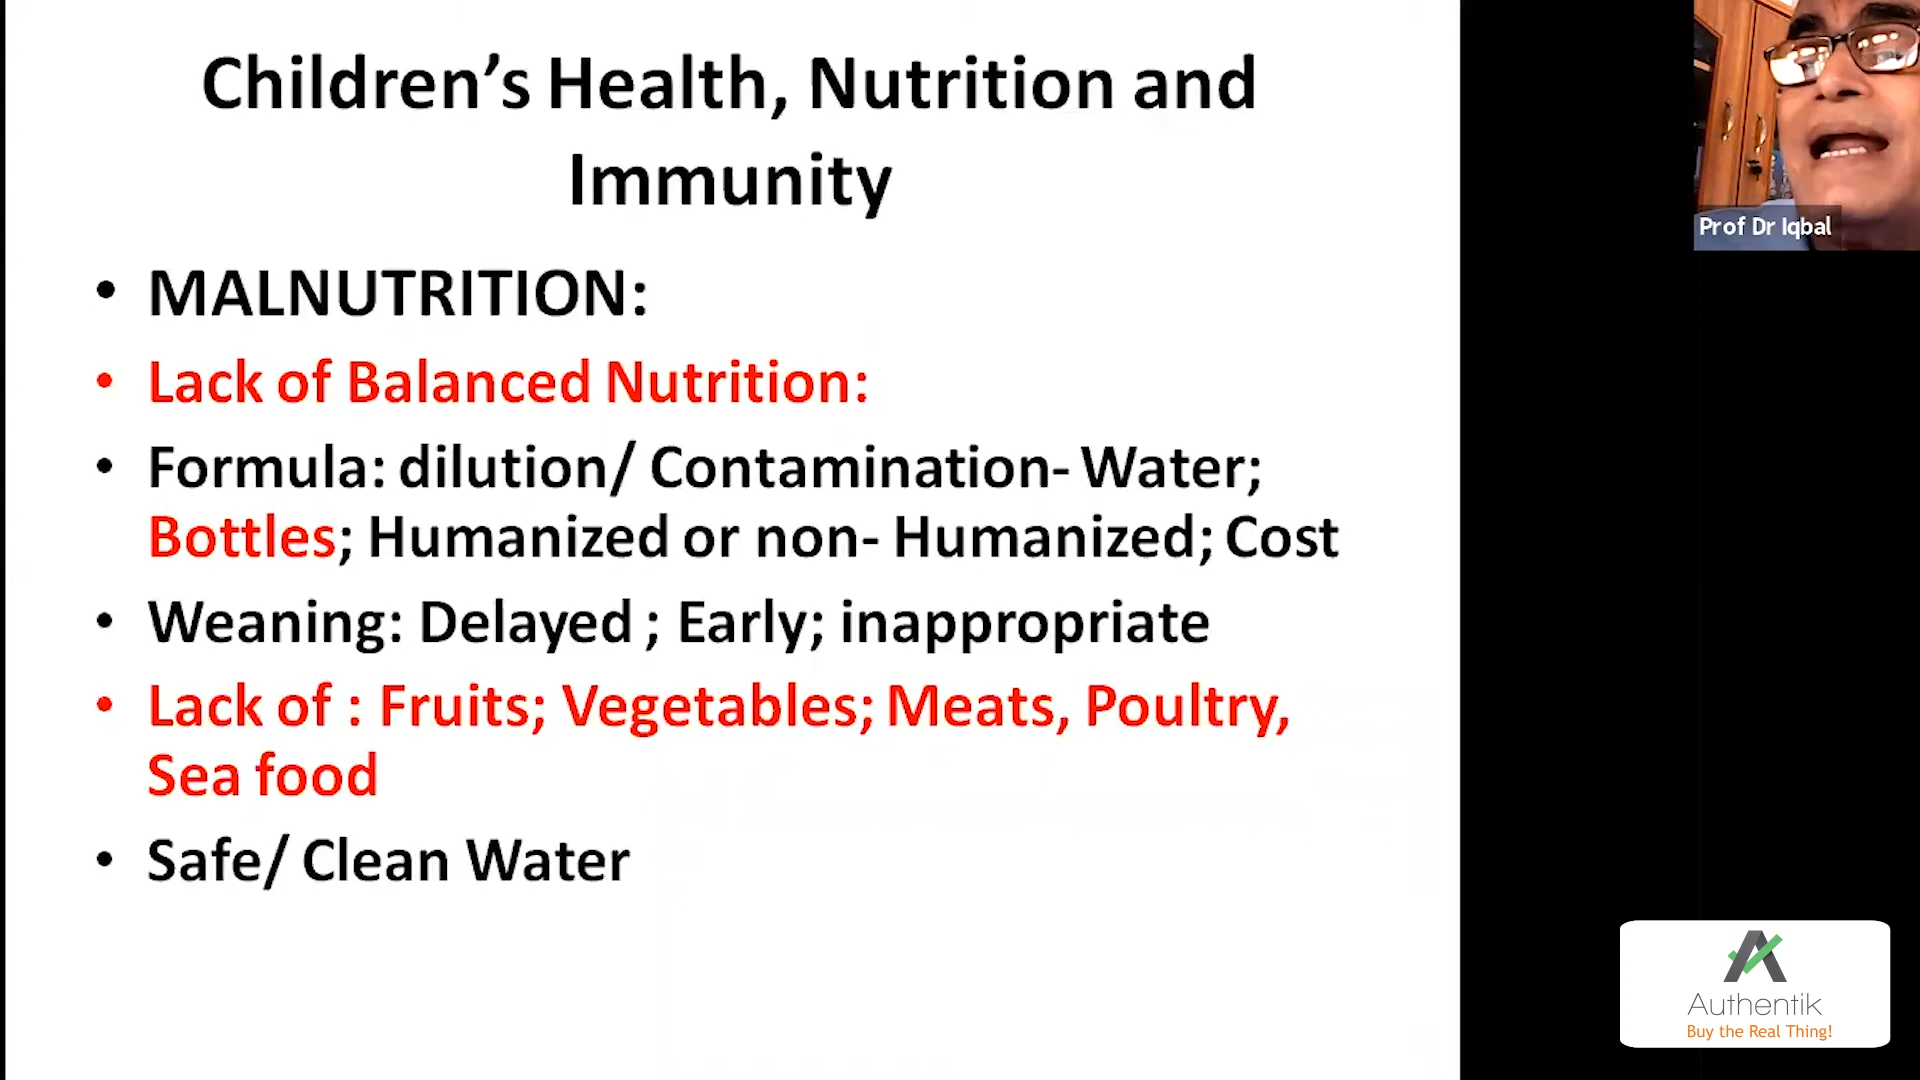 Children’s Health, Nutrition and
Immunity
• MALNUTRITION:
• Lack of Balanced Nutrition:
• Formula: dilution/ Contamination- Water;
Bottles; Humanized or non- Humanized; Cost
• Weaning: Delayed ; Early; inappropriate
• Lack of : Fruits; Vegetables; Meats, Poultry,
Sea food
• Safe/ Clean Water
Prof Dr Iqbal
Authentik
Buy the Real Thing!